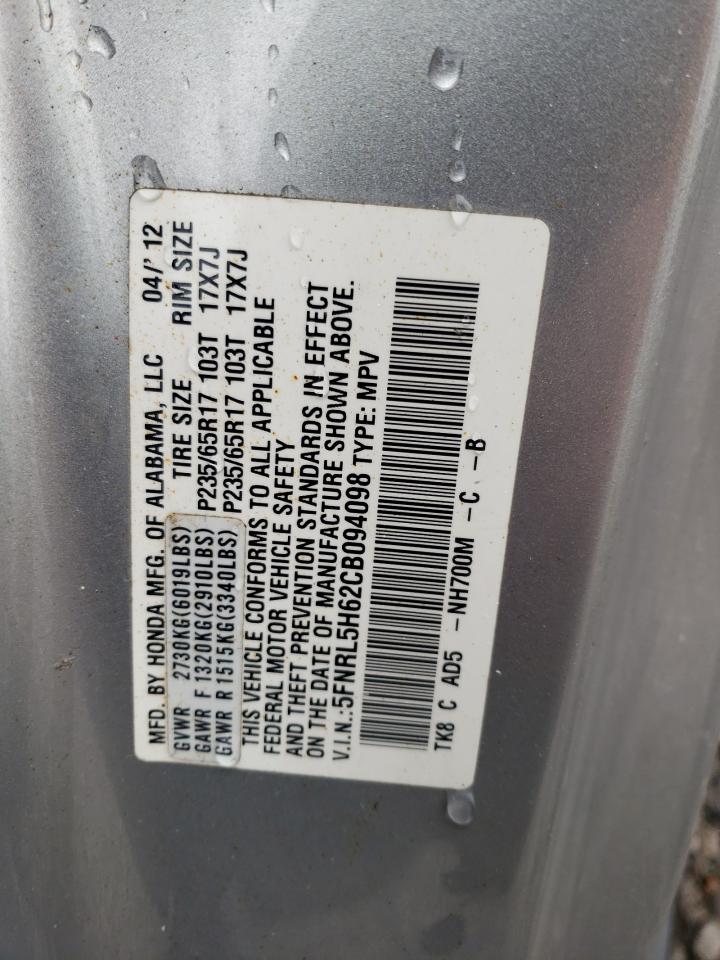 MFD. BY HONDA MFG. OF ALABAMA, LLC 04/'12
GVWR 2730KG(6019LBS) TIRE SIZE RIM SIZE
GAWR F 1320KG(2910LBS) P235/65R17 103T 17X7J
GAWR R 1515KG(3340LBS) P235/65R17 103T 17X7J
THIS VEHICLE CONFORMS TO ALL APPLICABLE
FEDERAL MOTOR VEHICLE SAFETY
AND THEFT PREVENTION STANDARDS IN EFFECT
ON THE DATE OF MANUFACTURE SHOWN ABOVE.
V.I.N.:5FNRL5H62CB094098 TYPE: MPV
TK8 C AD5 -NH700M -C -B